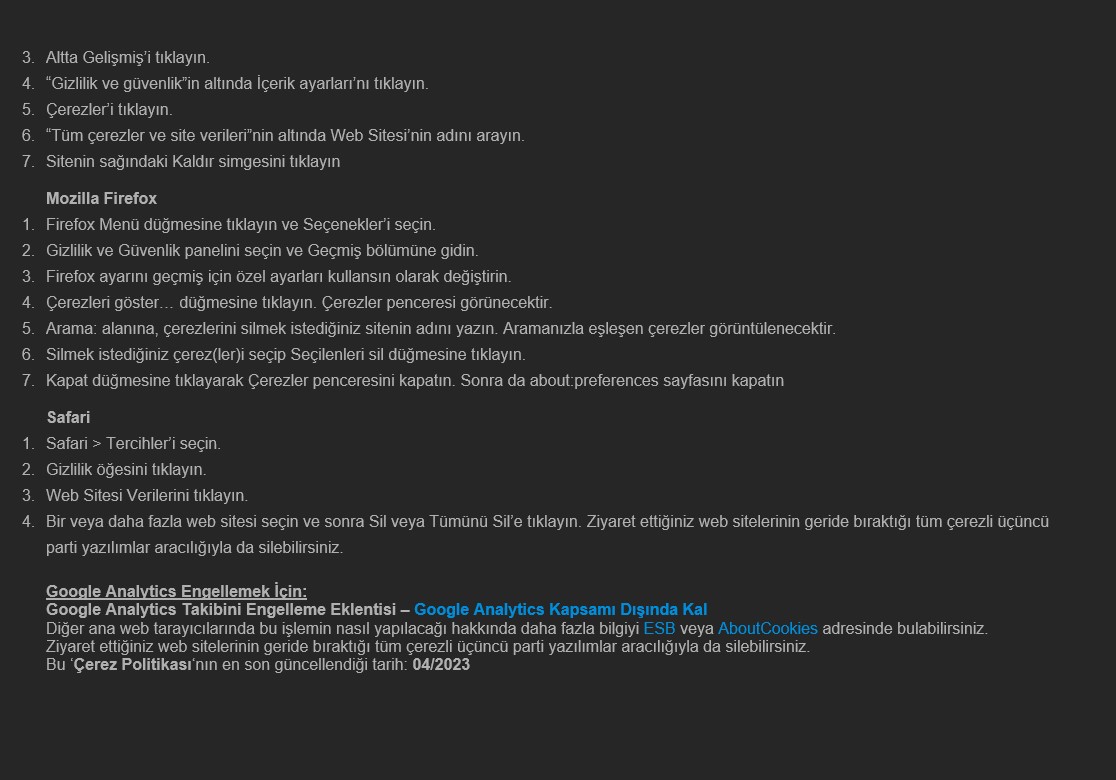 3. Altta Gelişmiş’i tıklayın.
4. “Gizlilik ve güvenlik”in altında İçerik ayarları’nı tıklayın.
5. Çerezler’i tıklayın.
6. “Tüm çerezler ve site verileri”nin altında Web Sitesi’nin adını arayın.
7. Sitenin sağındaki Kaldır simgesini tıklayın
Mozilla Firefox
1. Firefox Menü düğmesine tıklayın ve Seçenekler’i seçin.
2. Gizlilik ve Güvenlik panelini seçin ve Geçmiş bölümüne gidin.
3. Firefox ayarını geçmiş için özel ayarları kullansın olarak değiştirin.
4. Çerezleri göster… düğmesine tıklayın. Çerezler penceresi görünecektir.
5. Arama: alanına, çerezlerini silmek istediğiniz sitenin adını yazın. Aramanızla eşleşen çerezler görüntülenecektir.
6. Silmek istediğiniz çerez(ler)i seçip Seçilenleri sil düğmesine tıklayın.
7. Kapat düğmesine tıklayarak Çerezler penceresini kapatın. Sonra da about:preferences sayfasını kapatın
Safari
1. Safari > Tercihler’i seçin.
2. Gizlilik öğesini tıklayın.
3. Web Sitesi Verilerini tıklayın.
4. Bir veya daha fazla web sitesi seçin ve sonra Sil veya Tümünü Sil’e tıklayın. Ziyaret ettiğiniz web sitelerinin geride bıraktığı tüm çerezli üçüncü
parti yazılımlar aracılığıyla da silebilirsiniz.
Google Analytics Engellemek İçin:
Google Analytics Takibini Engelleme Eklentisi – Google Analytics Kapsamı Dışında Kal
Diğer ana web tarayıcılarında bu işlemin nasıl yapılacağı hakkında daha fazla bilgiyi ESB veya AboutCookies adresinde bulabilirsiniz.
Ziyaret ettiğiniz web sitelerinin geride bıraktığı tüm çerezli üçüncü parti yazılımlar aracılığıyla da silebilirsiniz.
Bu ‘Çerez Politikası‘nın en son güncellendiği tarih: 04/2023